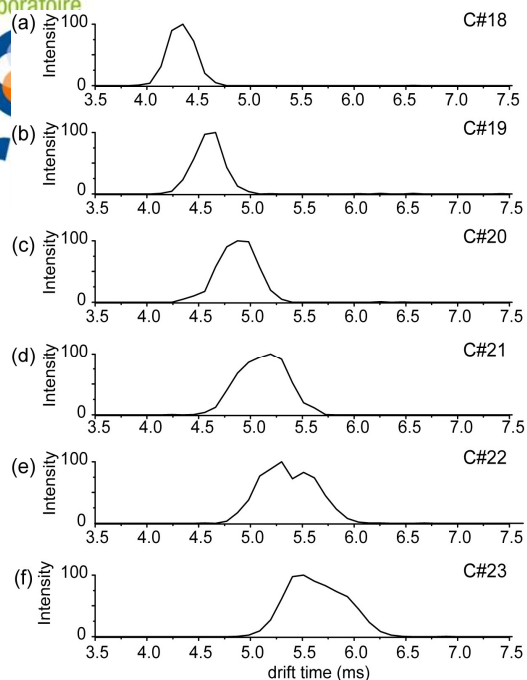 boratoire
(a) Intensity 100 C#18
3.5 4.0 4.5 5.0 5.5 6.0 6.5 7.0 7.5
(b) Intensity 100 0 C#19
3.5 4.0 4.5 5.0 5.5 6.0 6.5 7.0 7.5
(c) Intensity 100 0 C#20
3.5 4.0 4.5 5.0 5.5 6.0 6.5 7.0 7.5
(d) Intensity 100 0 C#21
3.5 4.0 4.5 5.0 5.5 6.0 6.5 7.0 7.5
(e) Intensity 100 0 C#22
3.5 4.0 4.5 5.0 5.5 6.0 6.5 7.0 7.5
(f) Intensity 100 0 C#23
3.5 4.0 4.5 5.0 5.5 6.0 6.5 7.0 7.5
drift time (ms)